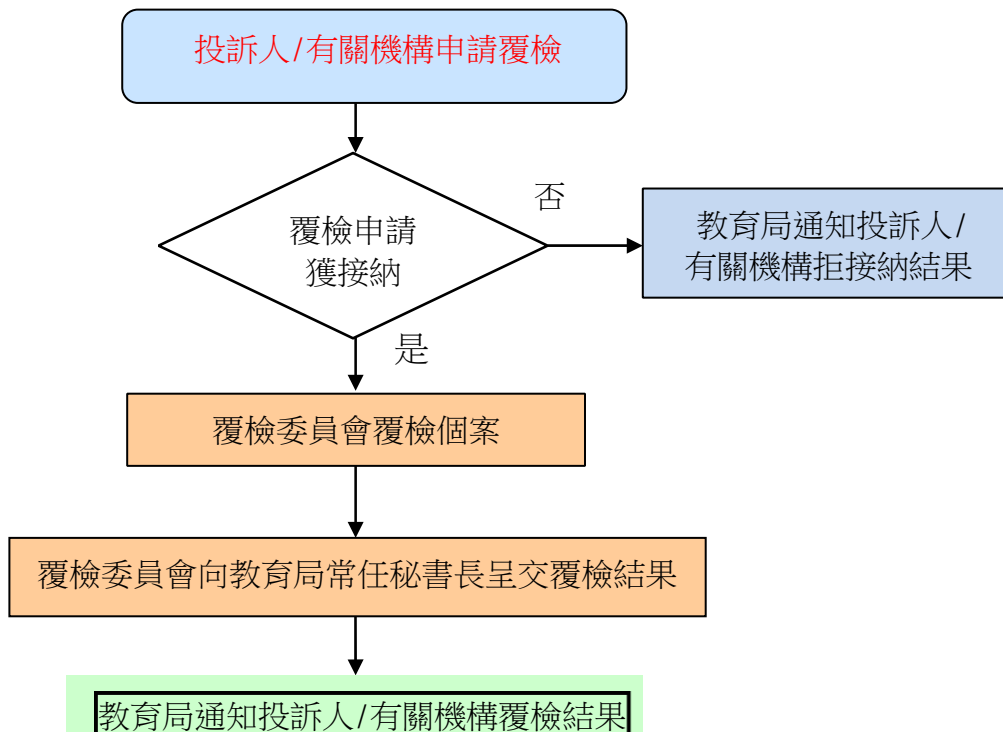 投訴人/有關機構申請覆檢
覆檢申請
獲接納
否
教育局通知投訴人/
有關機構拒接納結果
是
覆檢委員會覆檢個案
覆檢委員會向教育局常任秘書長呈交覆檢結果
教育局通知投訴人/有關機構覆檢結果